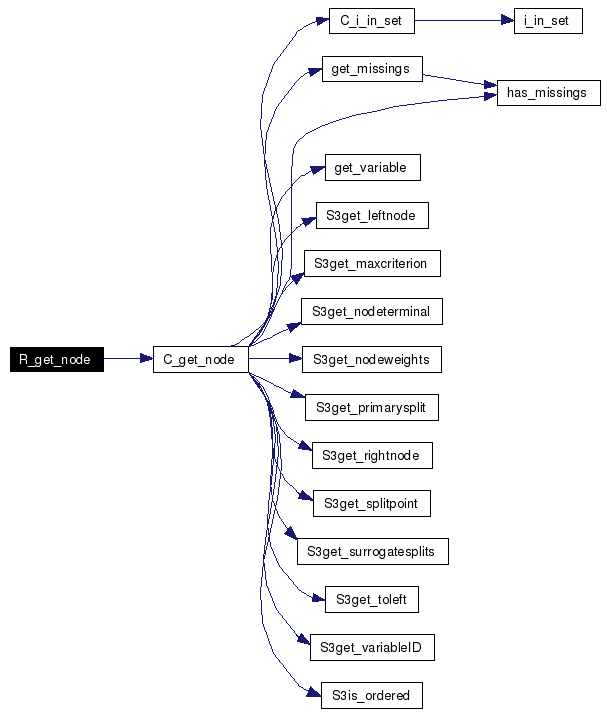 C_i_in_set
i_in_set
get_missings
has_missings
get_variable
S3get_leftnode
S3get_maxcriterion
S3get_nodeterminal
R_get_node
C_get_node
S3get_nodeweights
S3get_primarysplit
S3get_rightnode
S3get_splitpoint
S3get_surrogatesplits
S3get_toleft
S3get_variableID
S3is_ordered